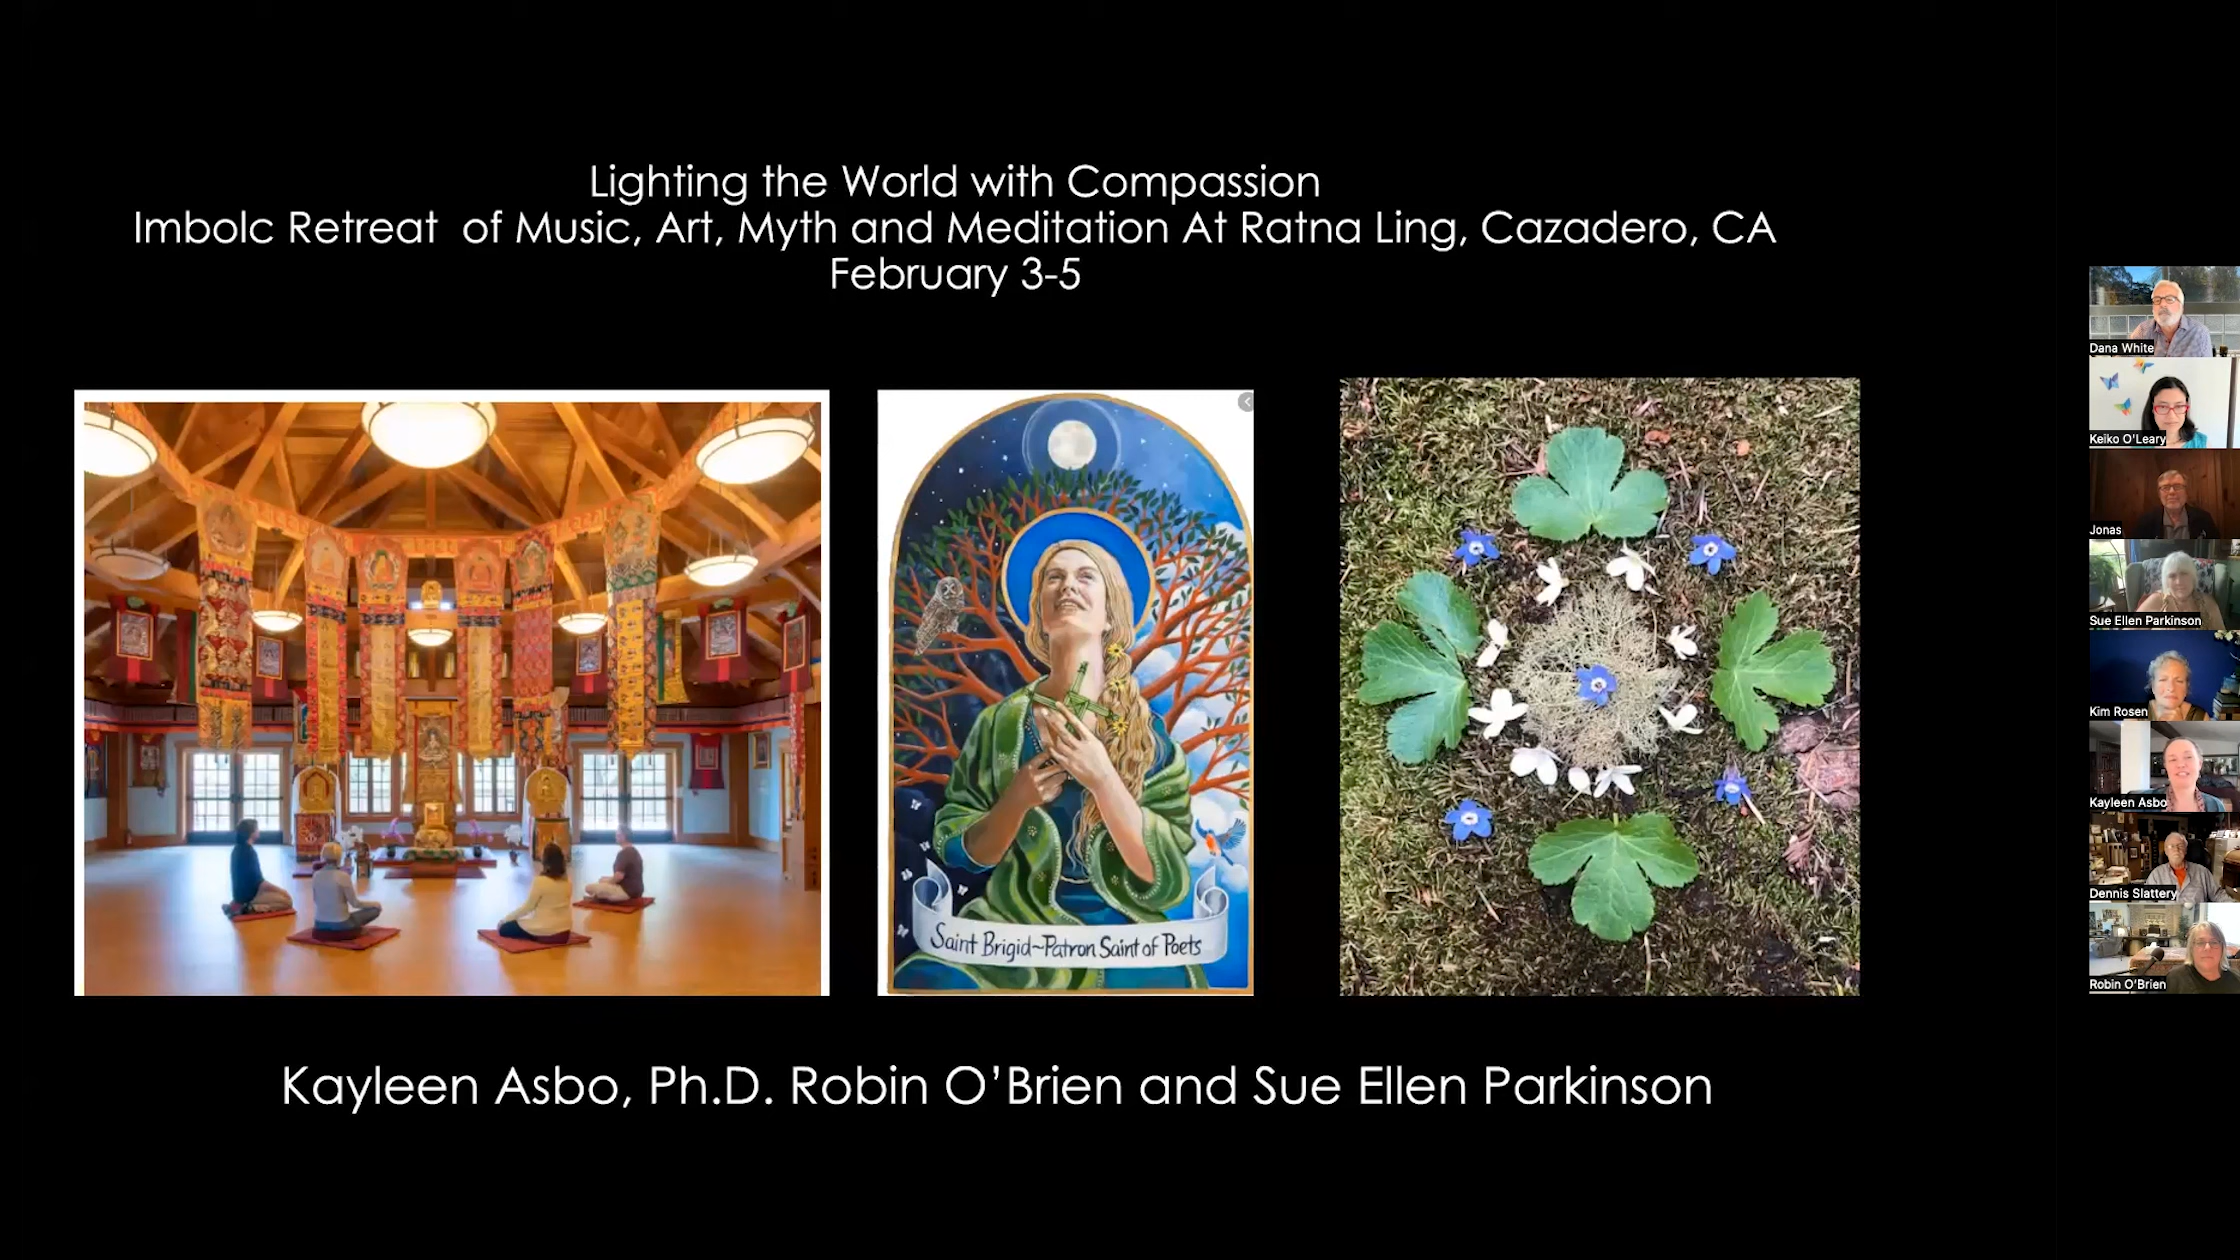 Lighting the World with Compassion
Imbolc Retreat  of Music, Art, Myth and Meditation At Ratna Ling, Cazadero, CA
February 3-5
Saint Brigid~Patron Saint of Poets
Kayleen Asbo, Ph.D. Robin O’Brien and Sue Ellen Parkinson
Dana White
Keiko O'Leary
Jonas
Sue Ellen Parkinson
Kim Rosen
Kayleen Asbo
Dennis Slattery
Robin O'Brien